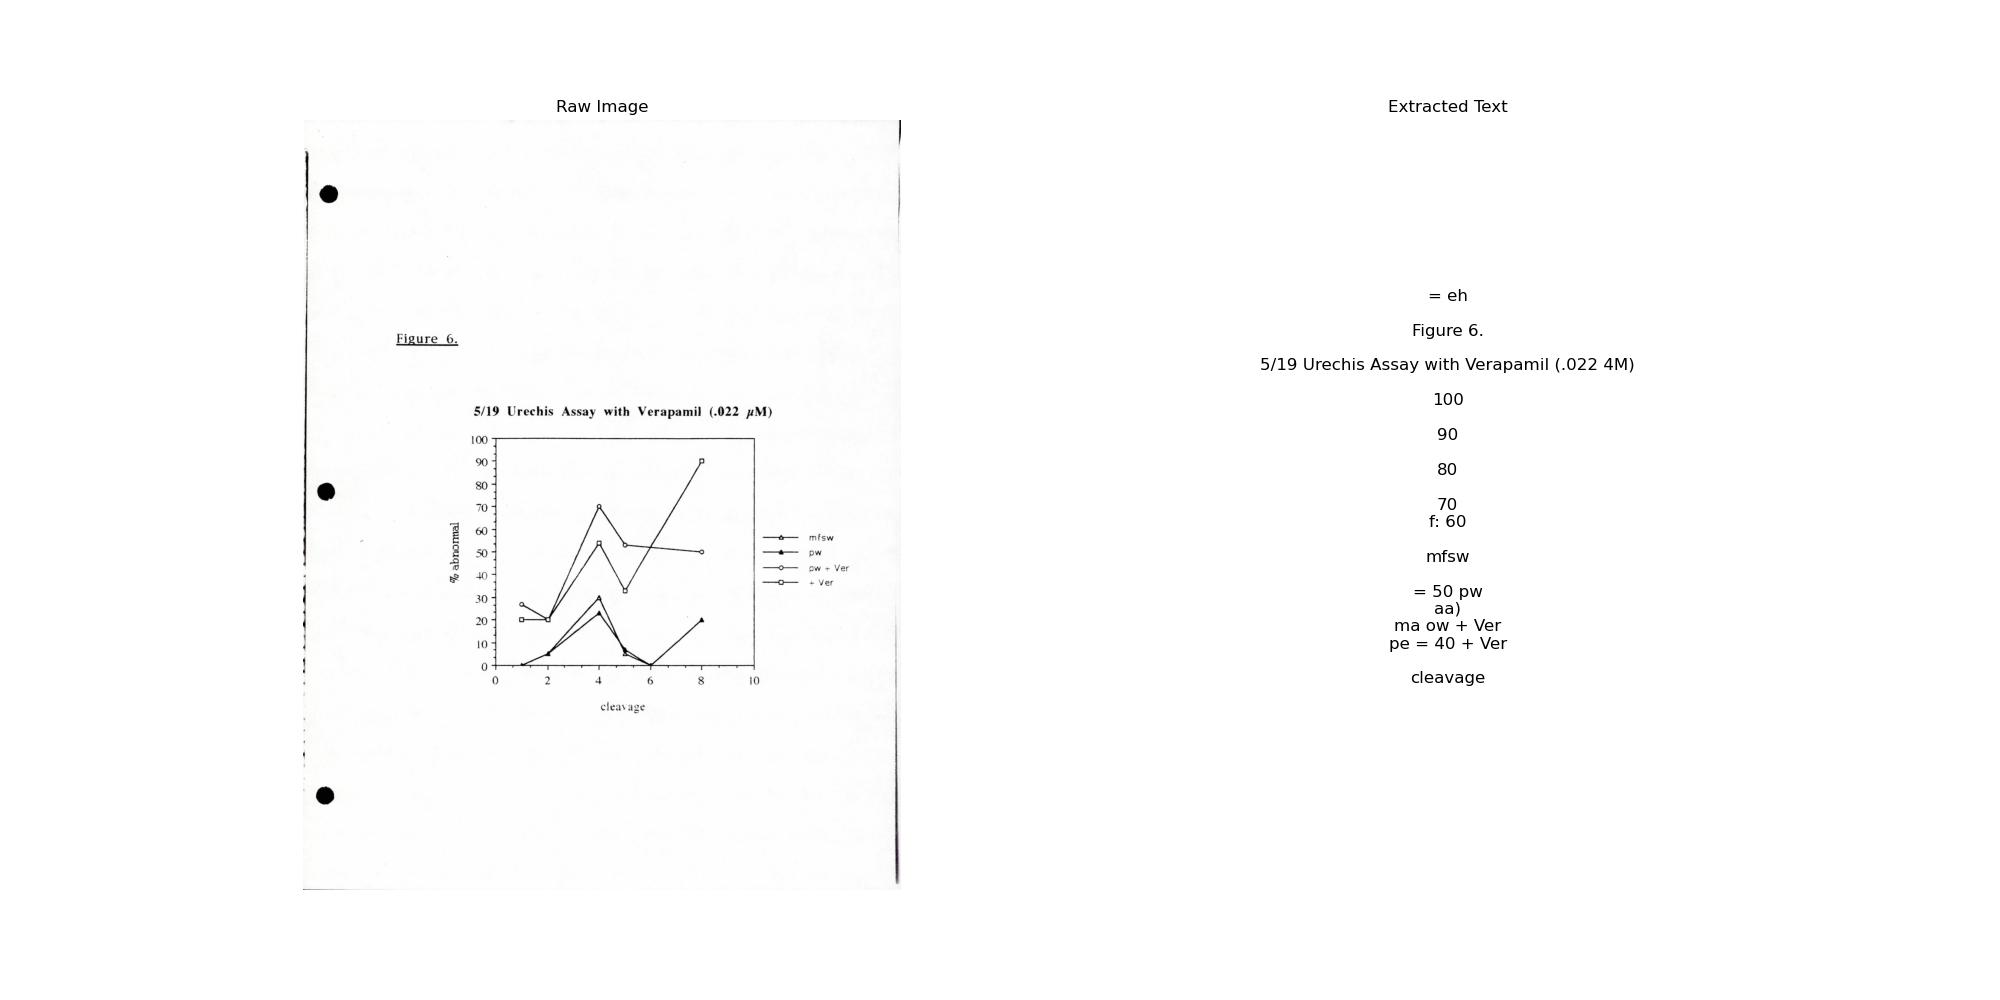 Raw Image
Extracted Text
Figure 6.
5/19 Urechis Assay with Verapamil (.022 µM)
100
90
80
70
60
50
40
30
20
10
0
% abnormal
0 2 4 6 8 10
cleavage
mfsw
pw
pw + Ver
+ Ver
= eh
Figure 6.
5/19 Urechis Assay with Verapamil (.022 4M)
100
90
80
70
f: 60
mfsw
= 50 pw
aa)
ma ow + Ver
pe = 40 + Ver
cleavage